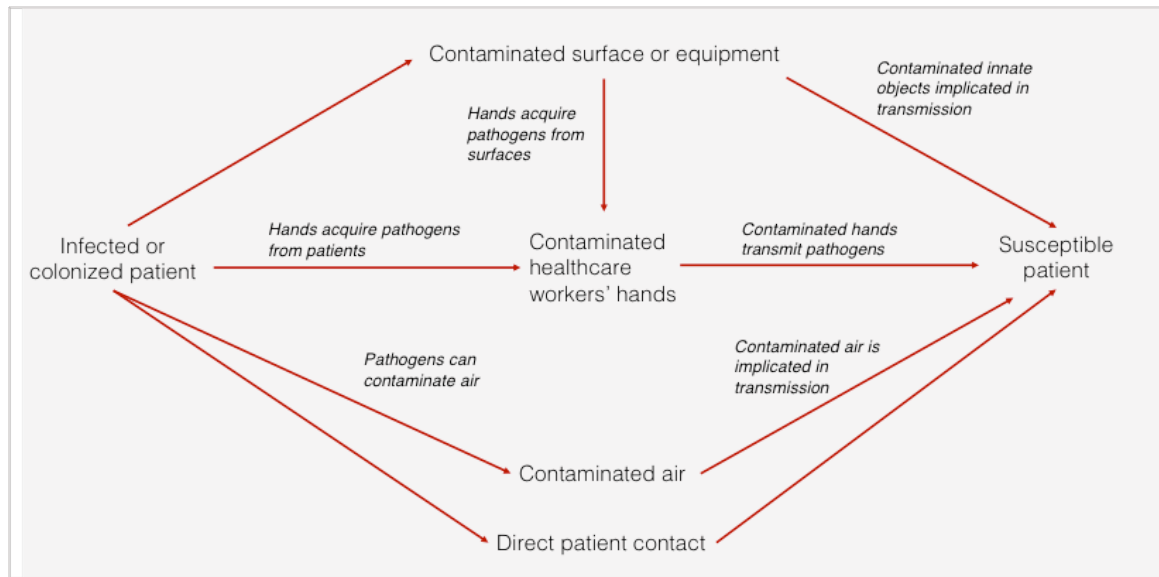 Contaminated surface or equipment
Contaminated innate
objects implicated in
transmission
Hands acquire
pathogens from
surfaces
Hands acquire pathogens
from patients
Contaminated hands
transmit pathogens
Infected or
colonized patient
Contaminated
healthcare
workers’ hands
Susceptible
patient
Pathogens can
contaminate air
Contaminated air is
implicated in
transmission
Contaminated air
Direct patient contact